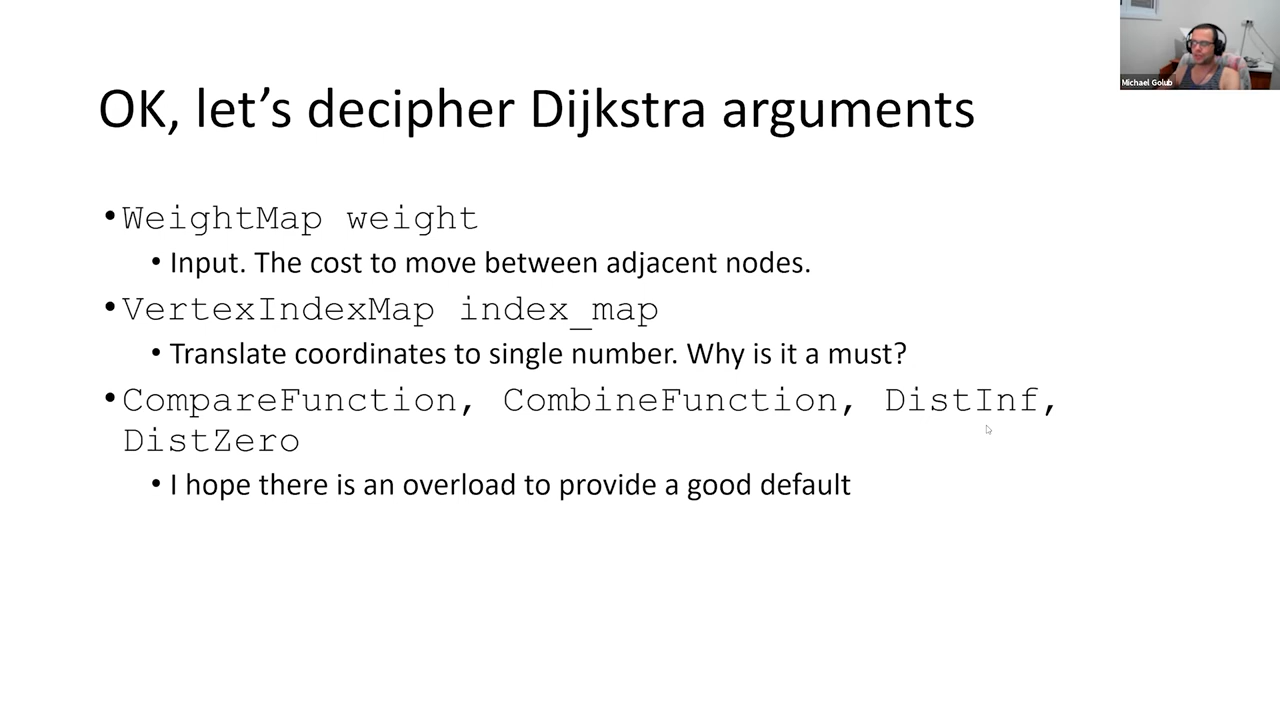 Michael Golub
OK, let’s decipher Dijkstra arguments
•WeightMap weight
• Input. The cost to move between adjacent nodes.
•VertexIndexMap index_map
• Translate coordinates to single number. Why is it a must?
•CompareFunction, CombineFunction, DistInf,
DistZero
• I hope there is an overload to provide a good default